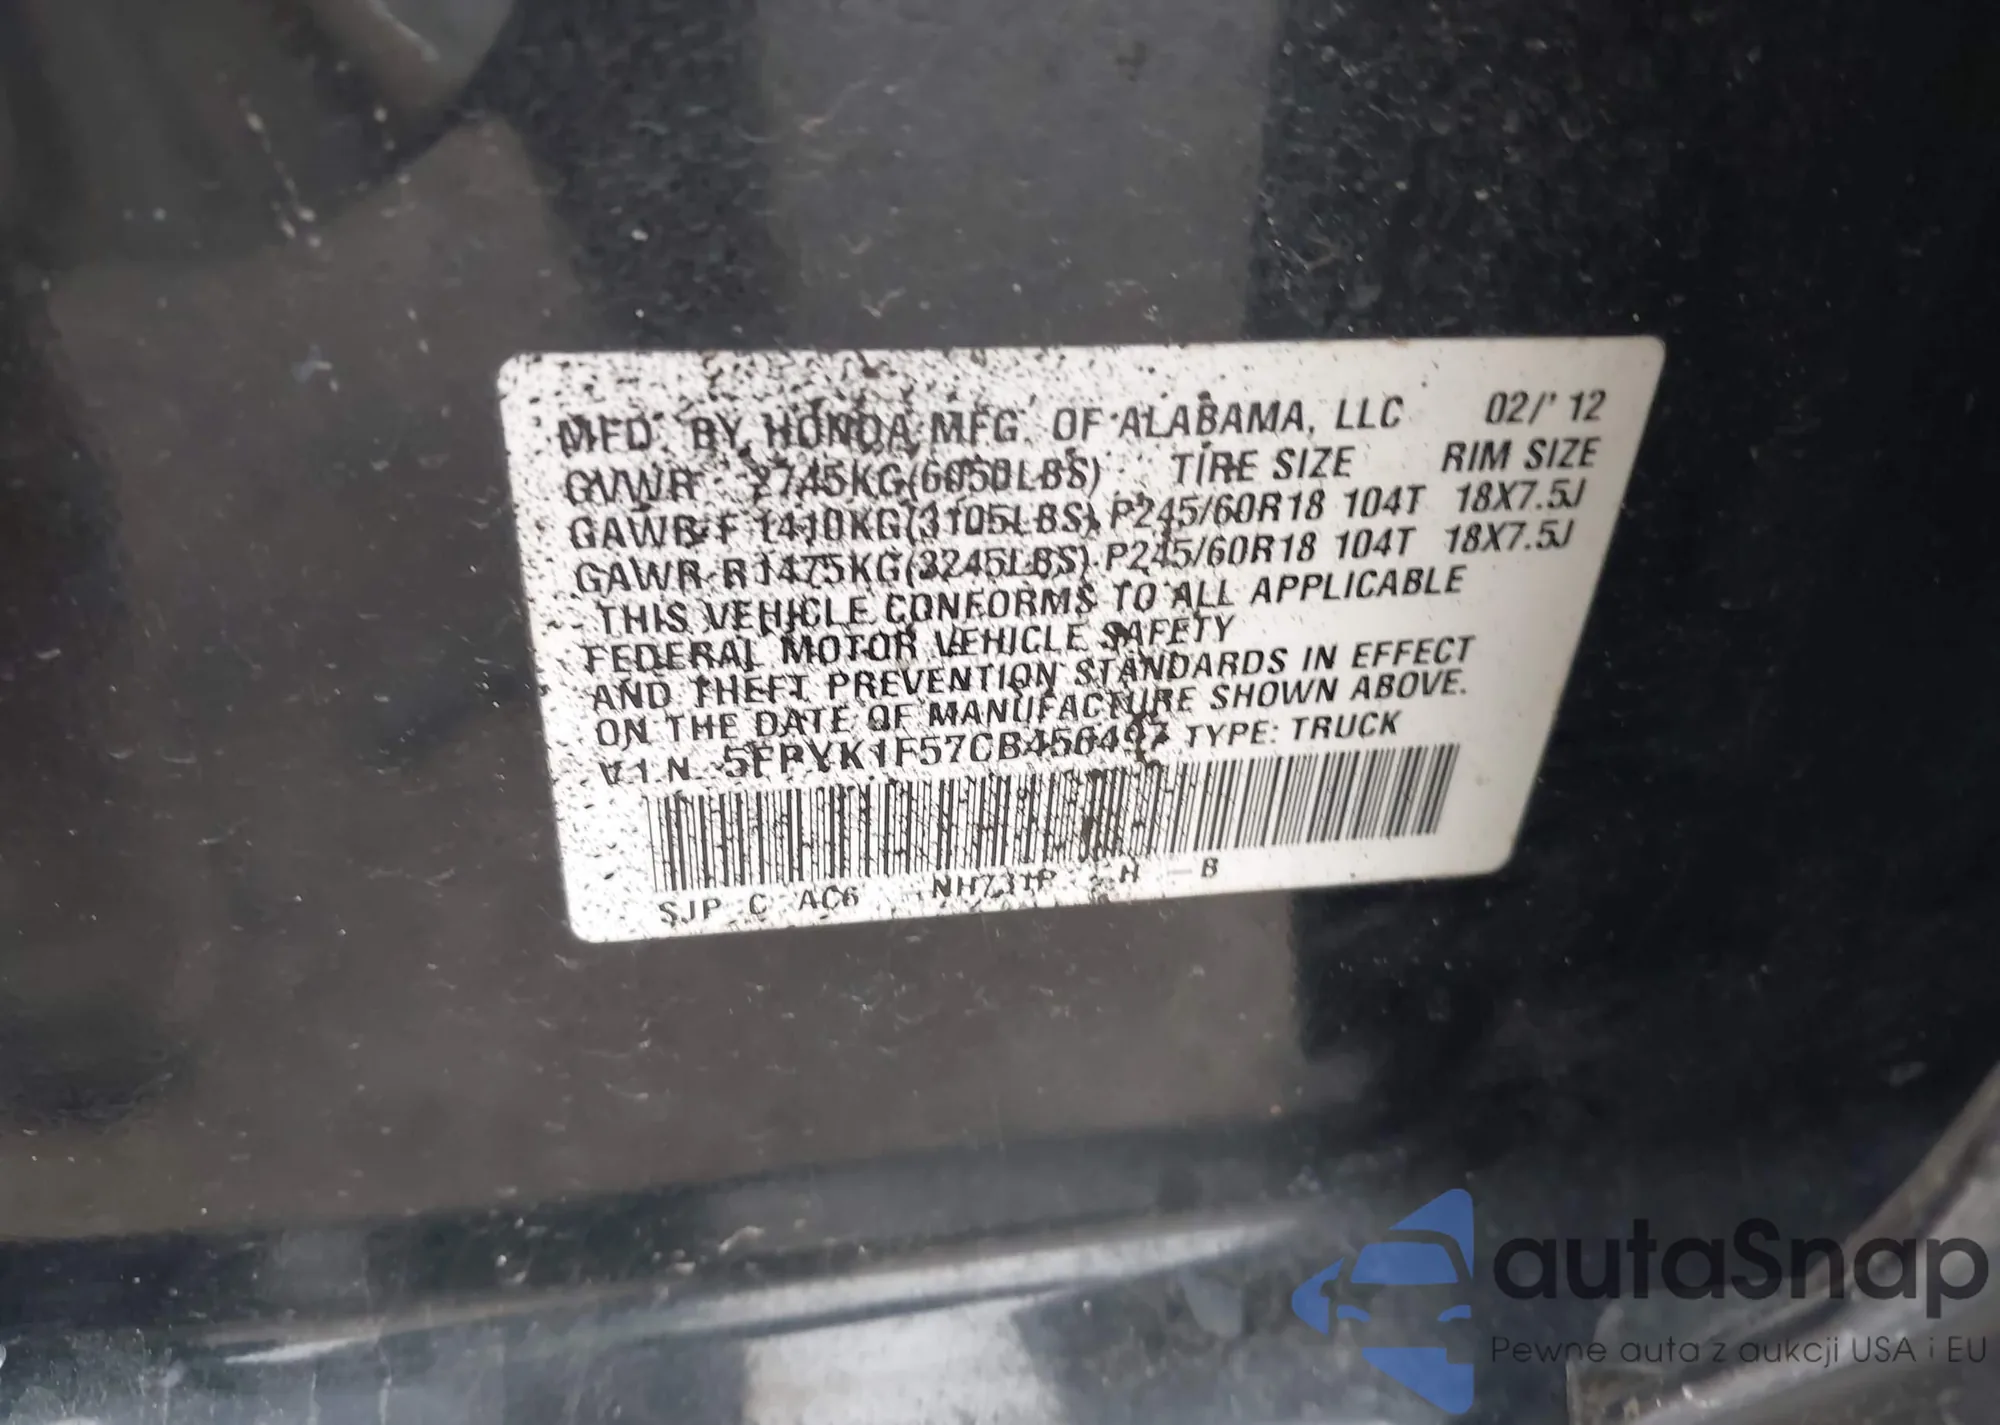 MFD. BY HONDA MFG. OF ALABAMA, LLC 02/'12
GVWR 2745KG(6050LBS) TIRE SIZE RIM SIZE
GAWR F 1410KG(3105LBS) P245/60R18 104T 18X7.5J
GAWR R 1475KG(3245LBS) P245/60R18 104T 18X7.5J
THIS VEHICLE CONFORMS TO ALL APPLICABLE
FEDERAL MOTOR VEHICLE SAFETY
AND THEFT PREVENTION STANDARDS IN EFFECT
ON THE DATE OF MANUFACTURE SHOWN ABOVE.
V.I.N. TYPE: TRUCK
SJP C AC6 NH731P - H - B
autaSnap
Pewne auta z aukcji USA i EU